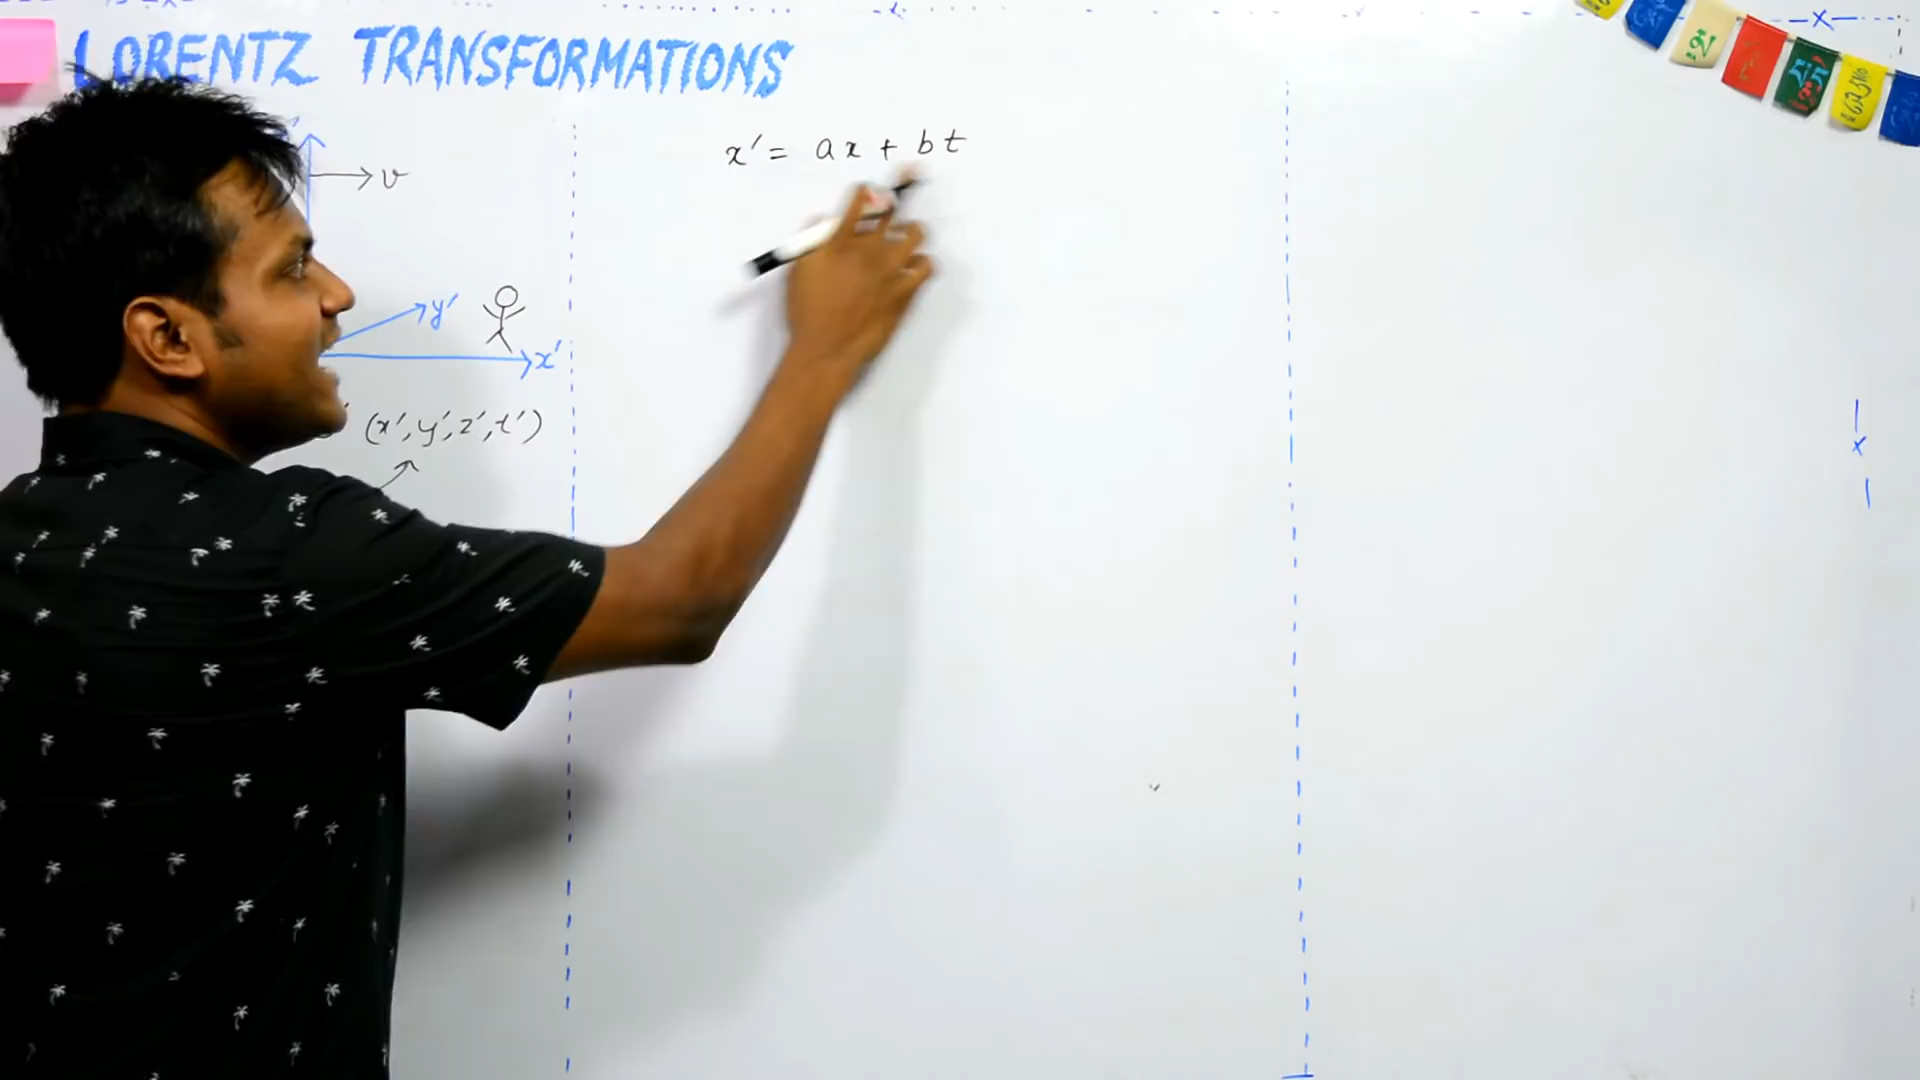 LORENTZ TRANSFORMATIONS
x' = ax + bt
v
y'
x'
(x', y', z', t')
x
x